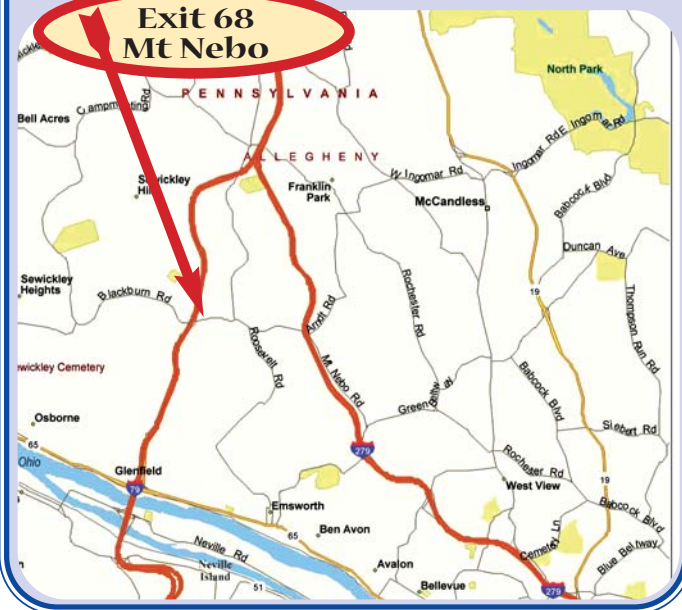 Exit 68
Mt Nebo
North Park
PENNSYLVANIA
Campmeeting Rd
Bell Acres
Ingomar Rd E Ingomar Rd
ALLEGHENY
W Ingomar Rd
Sewickley
Franklin
Park
McCandless
Babcock Blvd
Duncan Ave
Sewickley
Heights
Blackburn Rd
Rochester Rd
19
Thompson Run Rd
Arndt Rd
Roosevelt Rd
Mt Nebo Rd
ewickley Cemetery
Babcock Blvd
Osborne
Siebert Rd
65
279
Ohio
Glenfield
Rochester Rd
79
West View
19
Emsworth
Babcock Blvd
65
Ben Avon
Neville Rd
Cemetery Ln
Blue Beltway
Neville
Island
Avalon
51
Bellevue
279